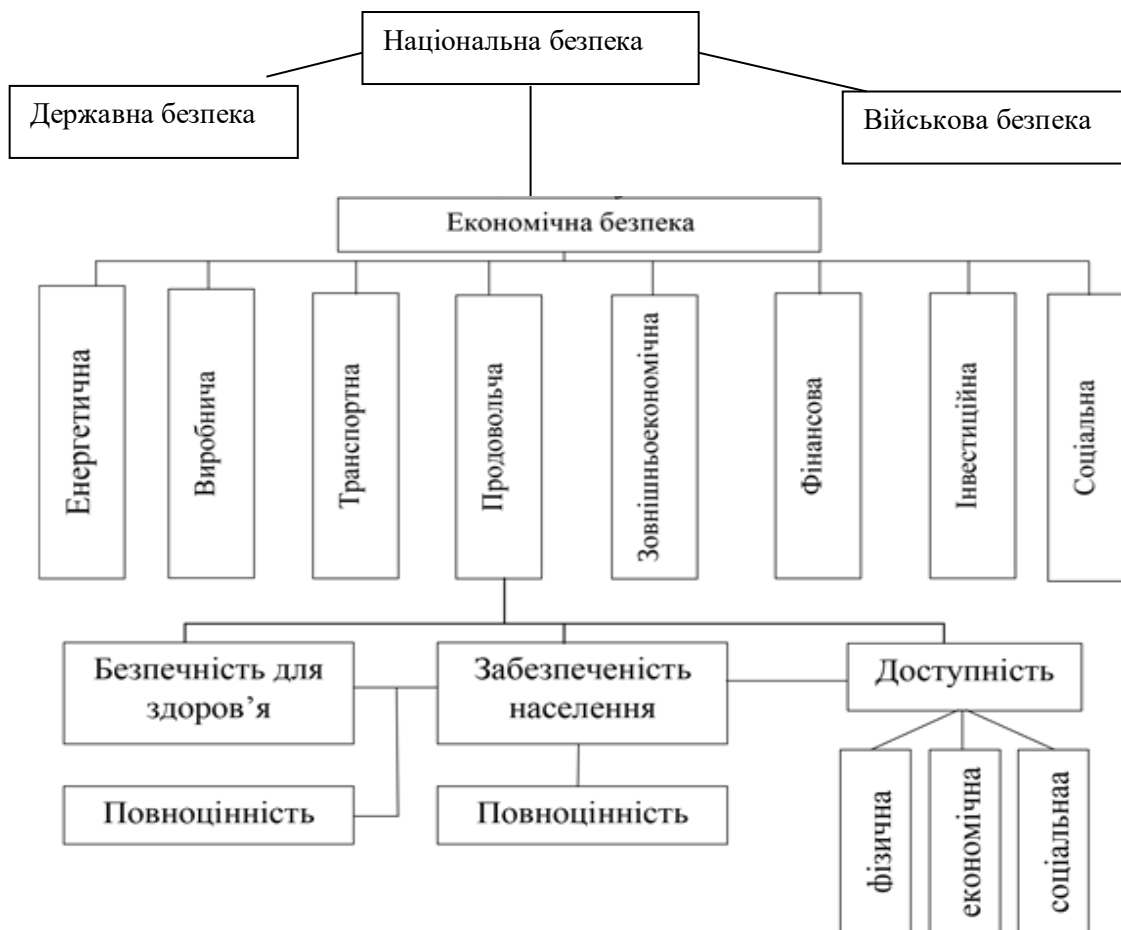 Національна безпека
Державна безпека
Військова безпека
Економічна безпека
Енергетична
Виробнича
Транспортна
Продовольча
Зовнішньоекономічна
Фінансова
Інвестиційна
Соціальна
Безпечність для
здоров’я
Забезпеченість
населення
Доступність
Повноцінність
Повноцінність
фізична
економічна
соціальнаа